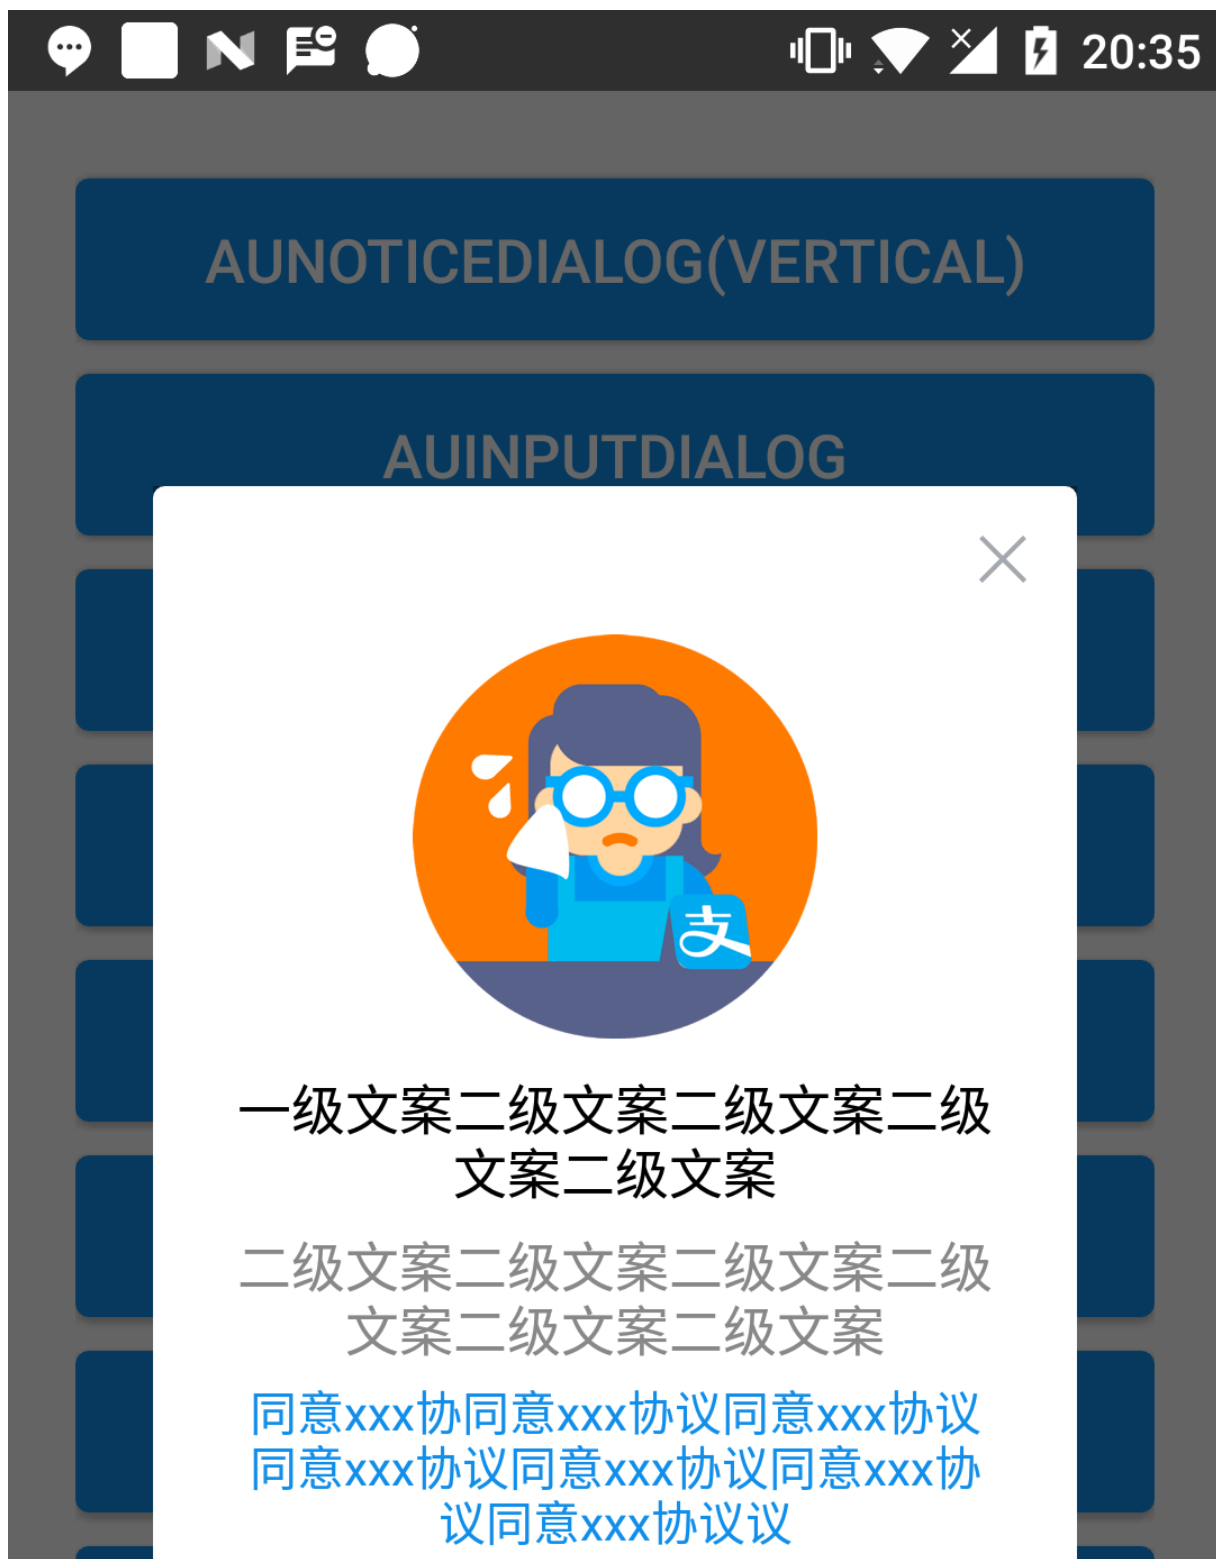 20:35
AUNOTICEDIALOG(VERTICAL)
AUINPUTDIALOG
支
一级文案二级文案二级文案二级
文案二级文案
二级文案二级文案二级文案二级
文案二级文案二级文案
同意xxx协同意xxx协议同意xxx协议
同意xxx协议同意xxx协议同意xxx协
议同意xxx协议议